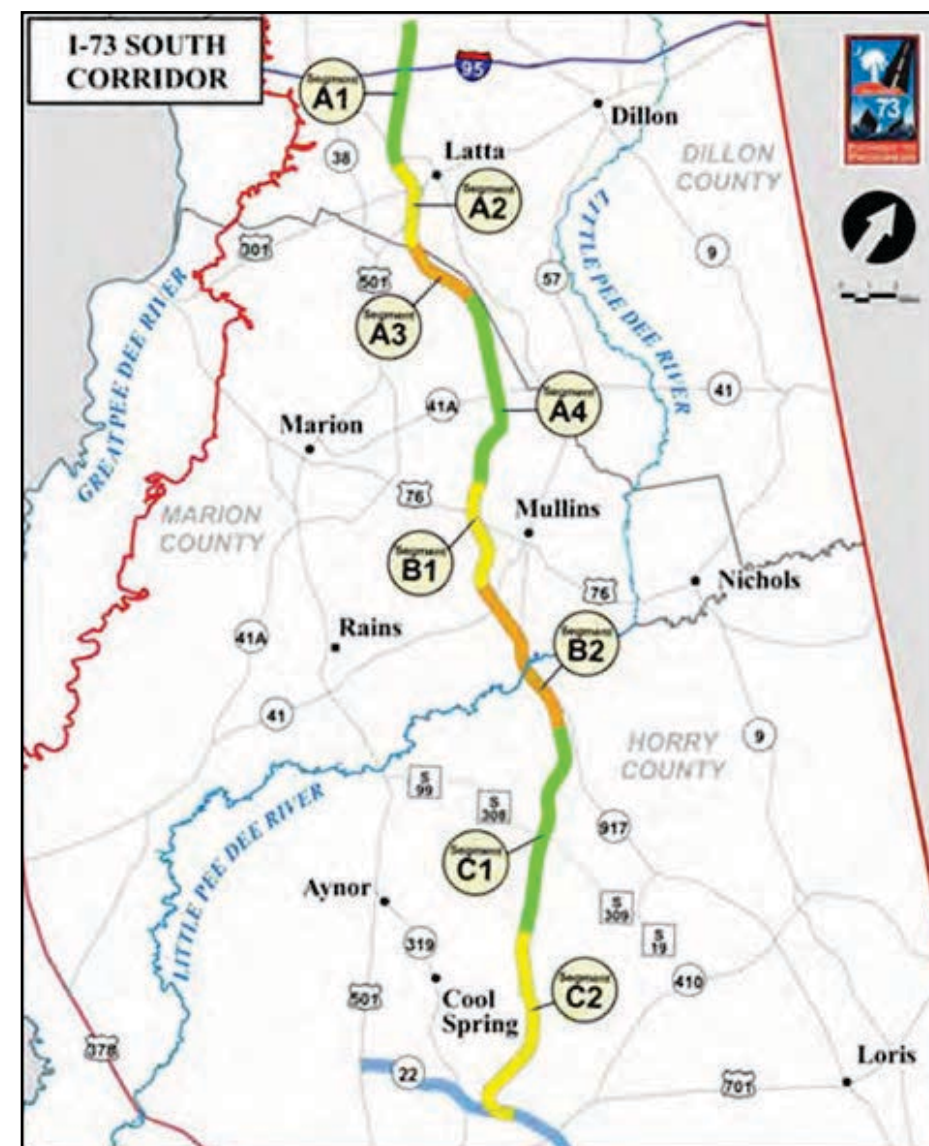 I-73 SOUTH
CORRIDOR
95
Segment
A1
Dillon
73
38
Latta
DILLON
COUNTY
Segment
A2
301
501
57
9
LITTLE PEE DEE RIVER
GREAT PEE DEE RIVER
Segment
A3
Segment
A4
41
41A
Marion
76
Mullins
MARION
COUNTY
Segment
B1
Nichols
76
41A
Rains
Segment
B2
41
HORRY
COUNTY
9
S
99
S
308
917
LITTLE PEE DEE RIVER
Segment
C1
Aynor
S
309
S
19
319
410
Segment
C2
Cool
Spring
501
378
22
701
Loris